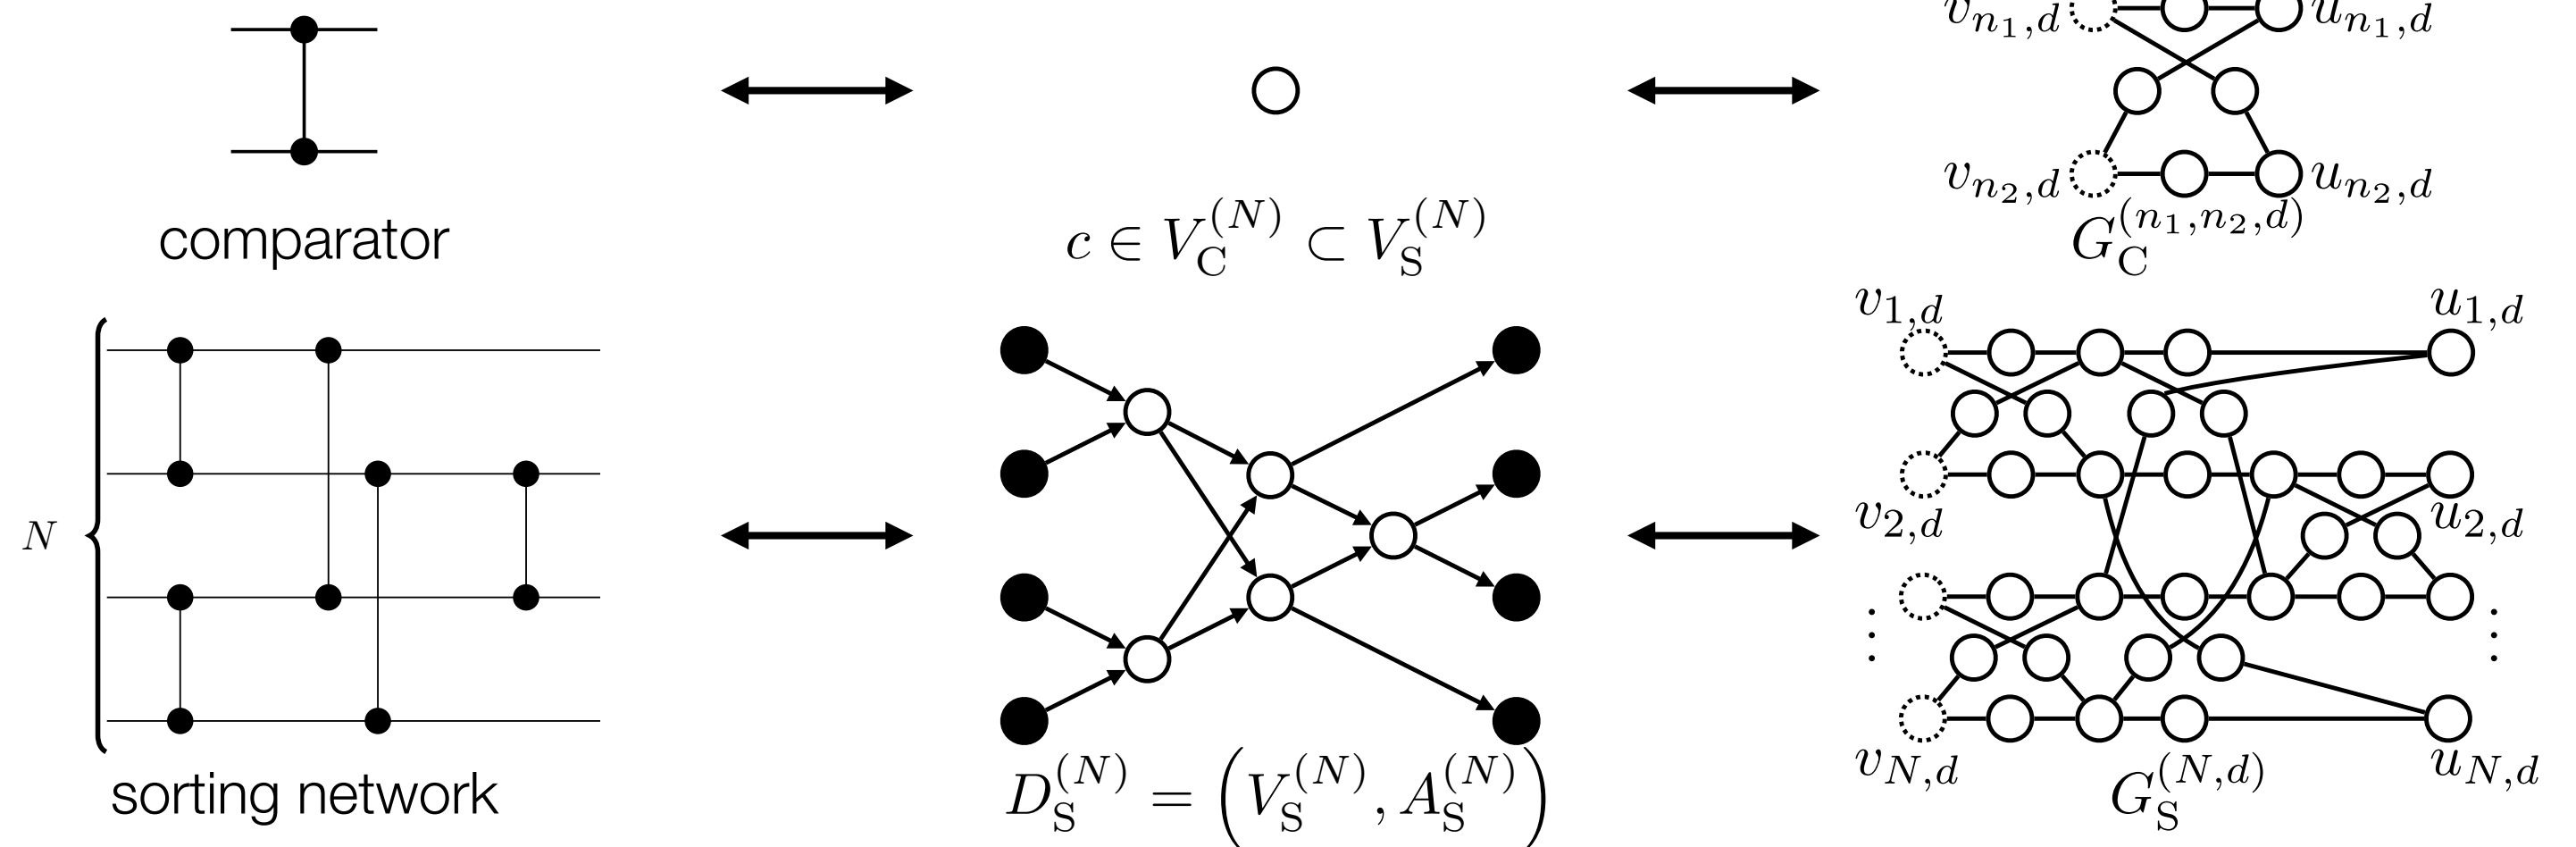 v_{n_1,d} u_{n_1,d}
v_{n_2,d} u_{n_2,d}
comparator
c ∈ V_C^{(N)} ⊂ V_S^{(N)}
G_C^{(n_1,n_2,d)}
v_{1,d} u_{1,d}
N
v_{2,d} u_{2,d}
⋮ ⋮
v_{N,d} u_{N,d}
sorting network
D_S^{(N)} = (V_S^{(N)}, A_S^{(N)})
G_S^{(N,d)}